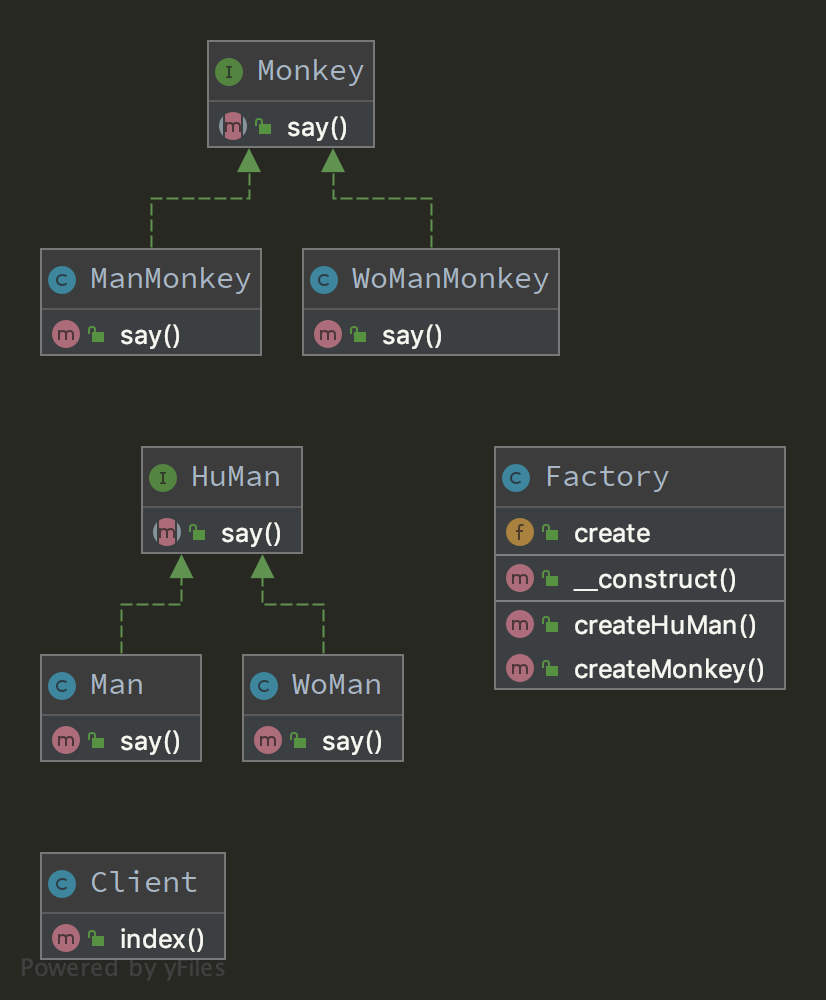 I Monkey
m say()
C ManMonkey
m say()
C WoManMonkey
m say()
I HuMan
m say()
C Factory
f create
m __construct()
m createHuMan()
m createMonkey()
C Man
m say()
C WoMan
m say()
C Client
m index()
Powered by yFiles